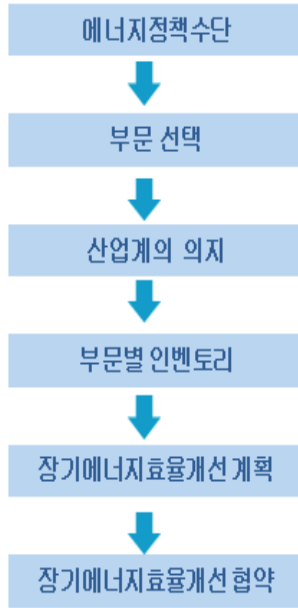 에너지정책수단
부문 선택
산업계의 의지
부문별 인벤토리
장기에너지효율개선 계획
장기에너지효율개선 협약